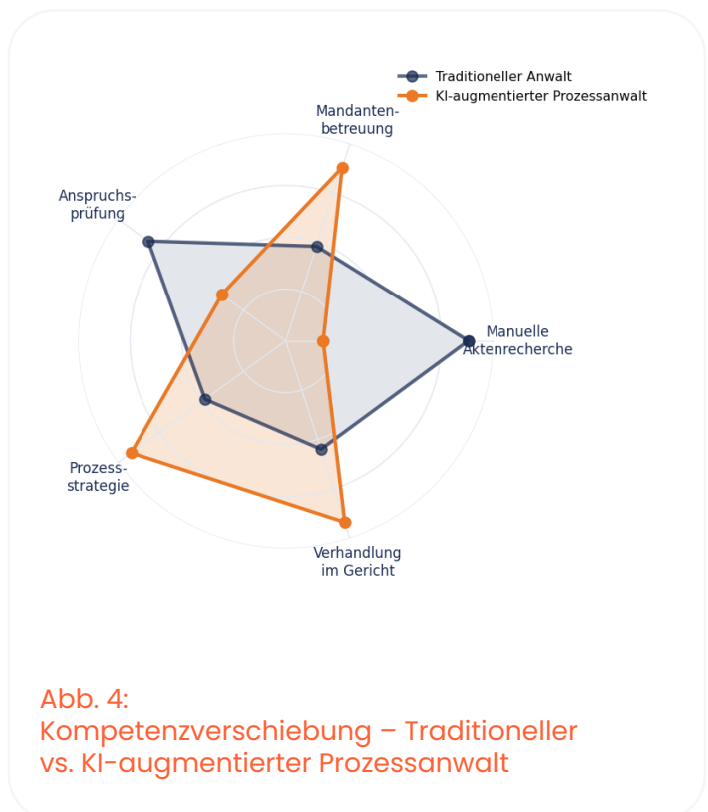 Traditioneller Anwalt
KI-augmentierter Prozessanwalt
Mandanten-
betreuung
Anspruchs-
prüfung
Manuelle
Aktenrecherche
Prozess-
strategie
Verhandlung
im Gericht
Abb. 4:
Kompetenzverschiebung – Traditioneller
vs. KI-augmentierter Prozessanwalt